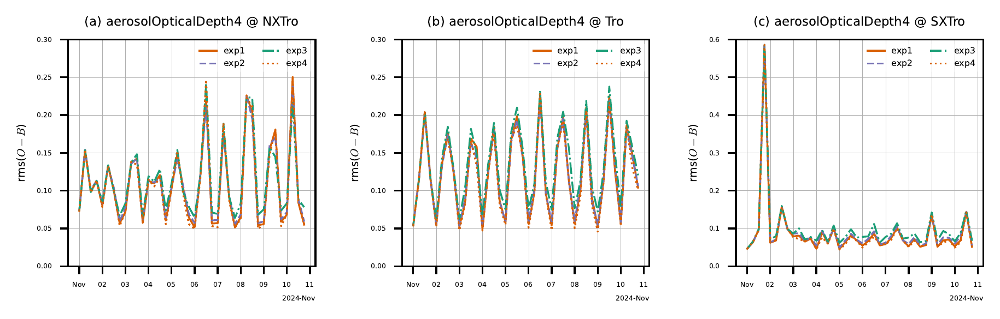 (a) aerosolOpticalDepth4 @ NXTro
0.30
0.25
0.20
0.15
0.10
0.05
0.00
rms(O − B)
exp1
exp2
exp3
exp4
Nov 02 03 04 05 06 07 08 09 10 11
2024-Nov
(b) aerosolOpticalDepth4 @ Tro
0.30
0.25
0.20
0.15
0.10
0.05
0.00
rms(O − B)
exp1
exp2
exp3
exp4
Nov 02 03 04 05 06 07 08 09 10 11
2024-Nov
(c) aerosolOpticalDepth4 @ SXTro
0.6
0.5
0.4
0.3
0.2
0.1
0.0
rms(O − B)
exp1
exp2
exp3
exp4
Nov 02 03 04 05 06 07 08 09 10 11
2024-Nov